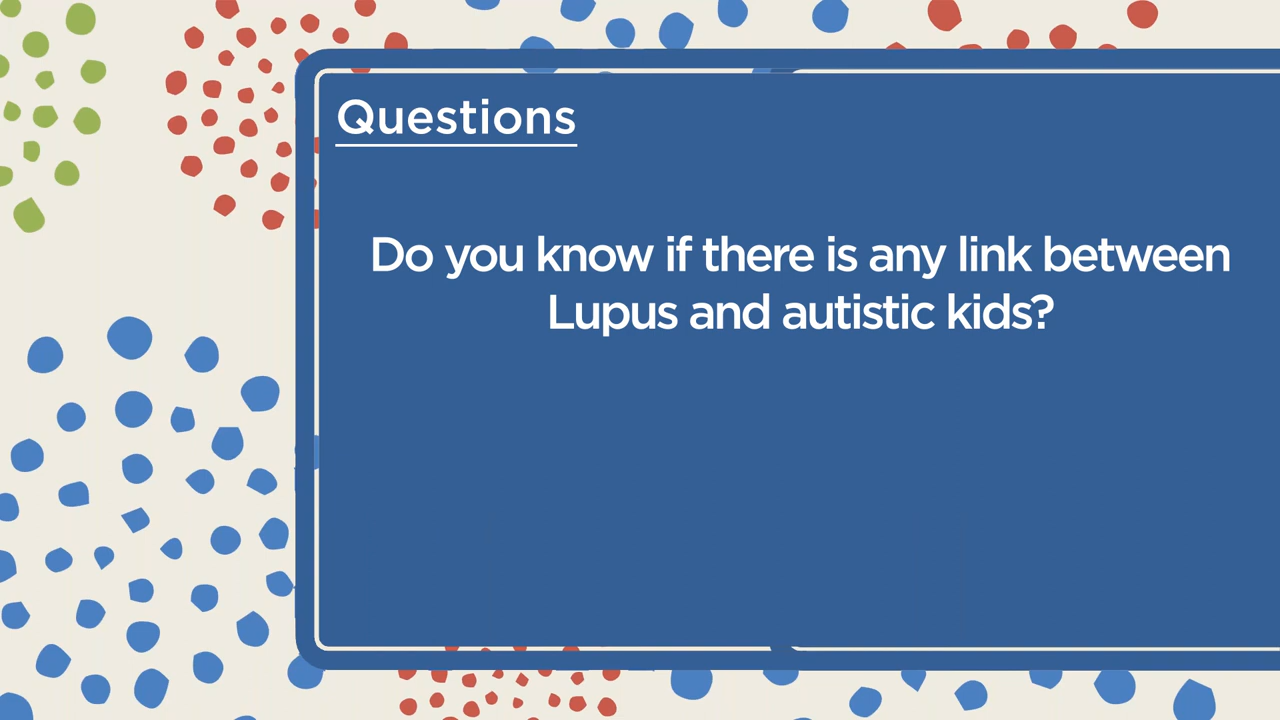 Questions
Do you know if there is any link between
Lupus and autistic kids?